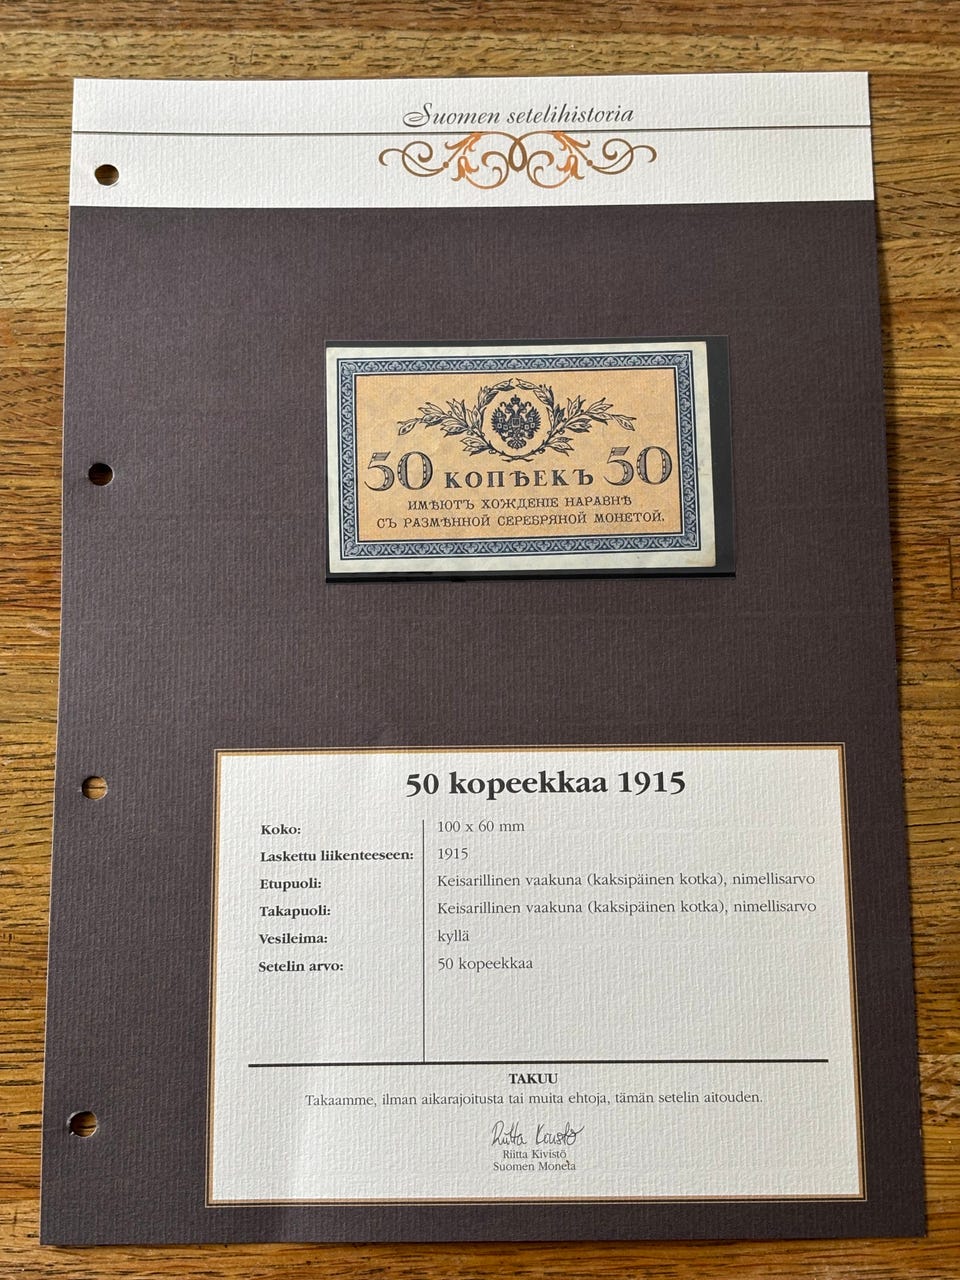 Suomen setelihistoria
50 КОПѢЕКЪ 50
ИМѢЮТЪ ХОЖДЕНІЕ НАРАВНѢ
СЪ РАЗМѢННОЙ СЕРЕБРЯНОЙ МОНЕТОЙ.
50 kopeekkaa 1915
Koko: 100 x 60 mm
Laskettu liikenteeseen: 1915
Etupuoli: Keisarillinen vaakuna (kaksipäinen kotka), nimellisarvo
Takapuoli: Keisarillinen vaakuna (kaksipäinen kotka), nimellisarvo
Vesileima: kyllä
Setelin arvo: 50 kopeekkaa
TAKUU
Takaamme, ilman aikarajoitusta tai muita ehtoja, tämän setelin aitouden.
Riitta Kivistö
Riitta Kivistö
Suomen Moneta